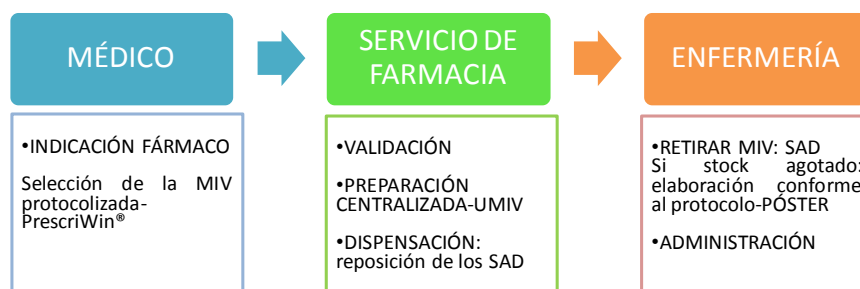 MÉDICO
•INDICACIÓN FÁRMACO
Selección de la MIV
protocolizada-
PrescriWin®
SERVICIO DE
FARMACIA
•VALIDACIÓN
•PREPARACIÓN
CENTRALIZADA-UMIV
•DISPENSACIÓN:
reposición de los SAD
ENFERMERÍA
•RETIRAR MIV: SAD
Si stock agotado:
elaboración conforme
al protocolo-PÓSTER
•ADMINISTRACIÓN